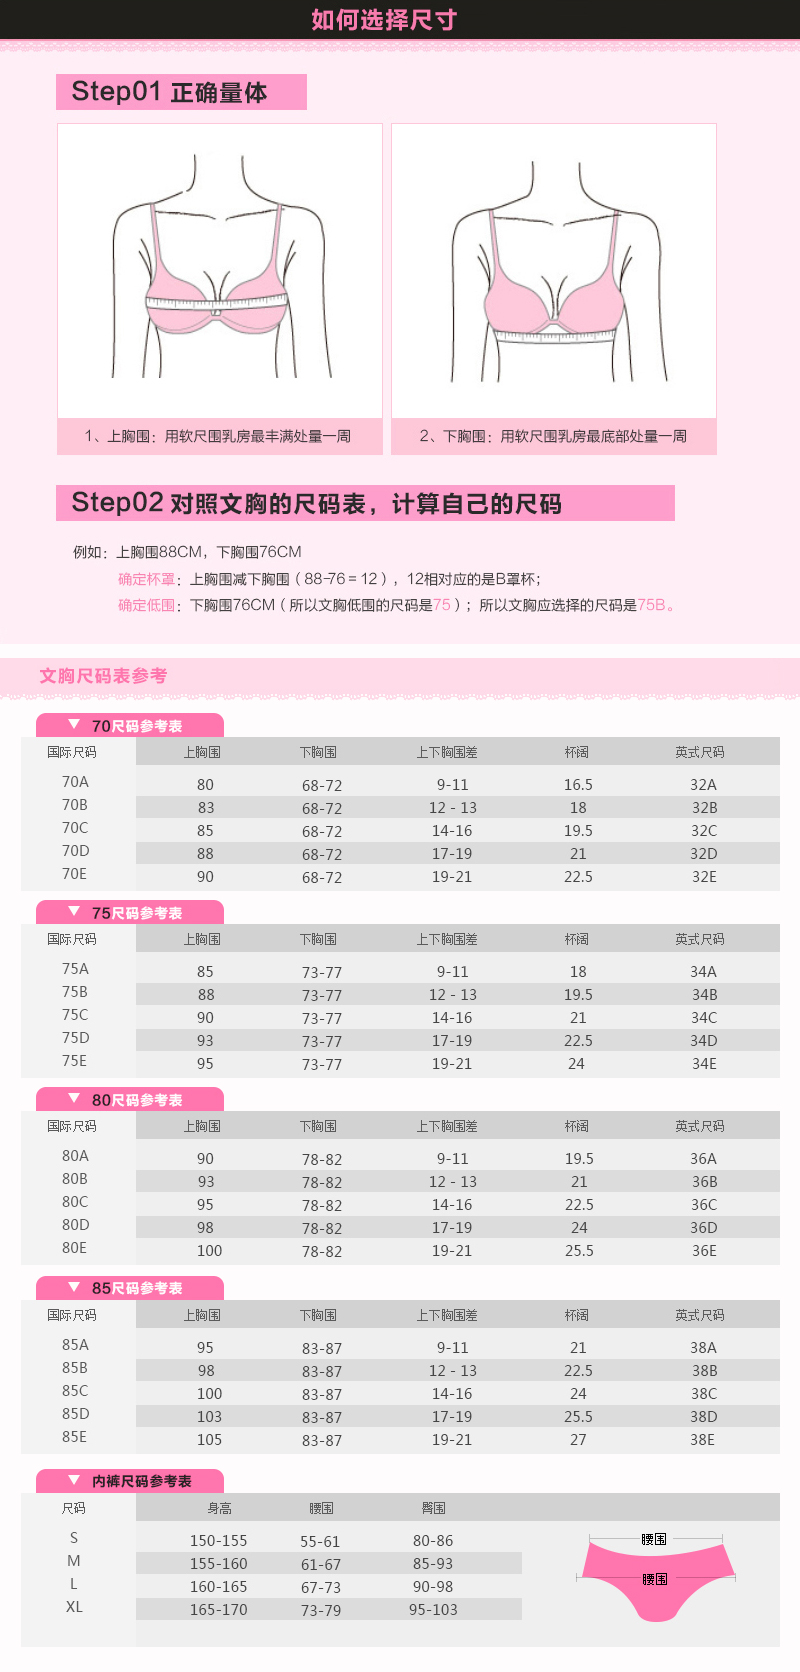 如何选择尺寸
Step01 正确量体
1、上胸围：用软尺围乳房最丰满处量一周
2、下胸围：用软尺围乳房最底部处量一周
Step02 对照文胸的尺码表，计算自己的尺码
例如：上胸围88CM，下胸围76CM
确定杯罩：上胸围减下胸围（88-76＝12），12相对应的是B罩杯；
确定低围：下胸围76CM（所以文胸低围的尺码是75）；所以文胸应选择的尺码是75B。
文胸尺码表参考
70尺码参考表
国际尺码 上胸围 下胸围 上下胸围差 杯阔 英式尺码
70A 80 68-72 9-11 16.5 32A
70B 83 68-72 12 - 13 18 32B
70C 85 68-72 14-16 19.5 32C
70D 88 68-72 17-19 21 32D
70E 90 68-72 19-21 22.5 32E
75尺码参考表
国际尺码 上胸围 下胸围 上下胸围差 杯阔 英式尺码
75A 85 73-77 9-11 18 34A
75B 88 73-77 12 - 13 19.5 34B
75C 90 73-77 14-16 21 34C
75D 93 73-77 17-19 22.5 34D
75E 95 73-77 19-21 24 34E
80尺码参考表
国际尺码 上胸围 下胸围 上下胸围差 杯阔 英式尺码
80A 90 78-82 9-11 19.5 36A
80B 93 78-82 12 - 13 21 36B
80C 95 78-82 14-16 22.5 36C
80D 98 78-82 17-19 24 36D
80E 100 78-82 19-21 25.5 36E
85尺码参考表
国际尺码 上胸围 下胸围 上下胸围差 杯阔 英式尺码
85A 95 83-87 9-11 21 38A
85B 98 83-87 12 - 13 22.5 38B
85C 100 83-87 14-16 24 38C
85D 103 83-87 17-19 25.5 38D
85E 105 83-87 19-21 27 38E
内裤尺码参考表
尺码 身高 腰围 臀围
S 150-155 55-61 80-86
M 155-160 61-67 85-93
L 160-165 67-73 90-98
XL 165-170 73-79 95-103
腰围
腰围